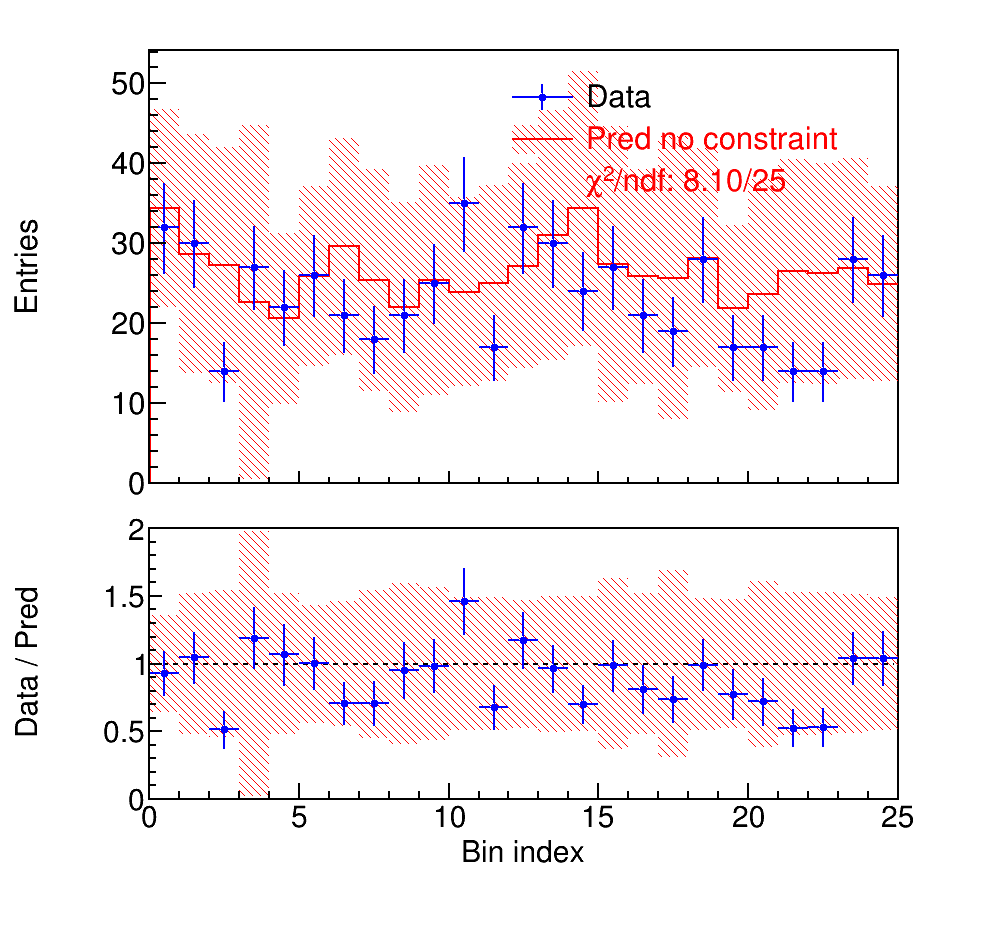 50
40
30
20
10
0
Entries
Data
Pred no constraint
χ²/ndf: 8.10/25
2
1.5
1
0.5
0
Data / Pred
0 5 10 15 20 25
Bin index